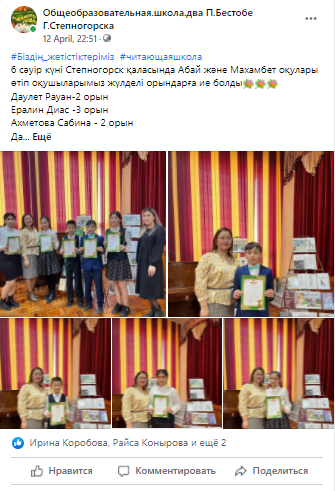 Общеобразовательная.школа.два П.Бестобе
Г.Степногорска
12 April, 22:51 ·
#Біздің_жетістіктеріміз #читающаяшкола
6 сәуір күні Степногорск қаласында Абай және Махамбет оқулары
өтіп оқушыларымыз жүлделі орындарға ие болды💐💐💐
Даулет Рауан-2 орын
Ералин Диас -3 орын
Ахметова Сабина - 2 орын
Да... Ещё
Ирина Коробова, Райса Конырова и ещё 2
Нравится Комментировать Поделиться